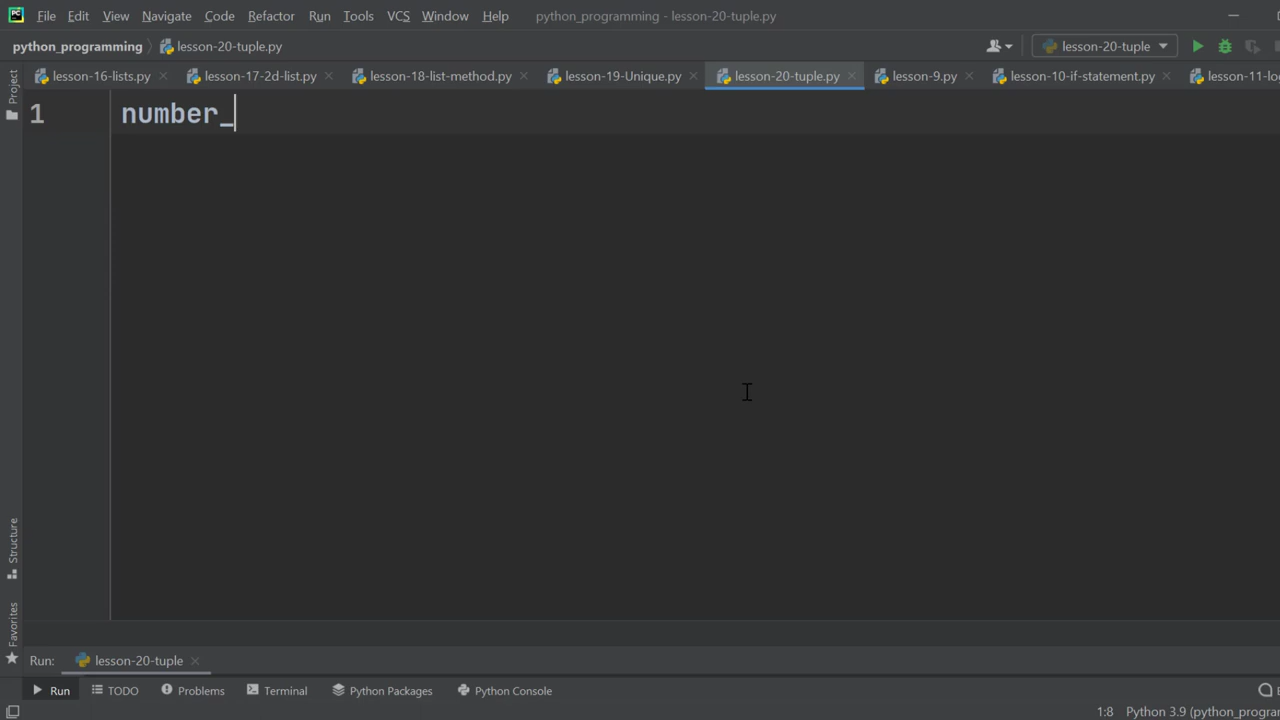 PC File Edit View Navigate Code Refactor Run Tools VCS Window Help python_programming - lesson-20-tuple.py
python_programming lesson-20-tuple.py lesson-20-tuple
lesson-16-lists.py lesson-17-2d-list.py lesson-18-list-method.py lesson-19-Unique.py lesson-20-tuple.py lesson-9.py lesson-10-if-statement.py lesson-11-lo
Project
1 number_
Structure
Favorites
Run: lesson-20-tuple
Run TODO Problems Terminal Python Packages Python Console
1:8 Python 3.9 (python_progra